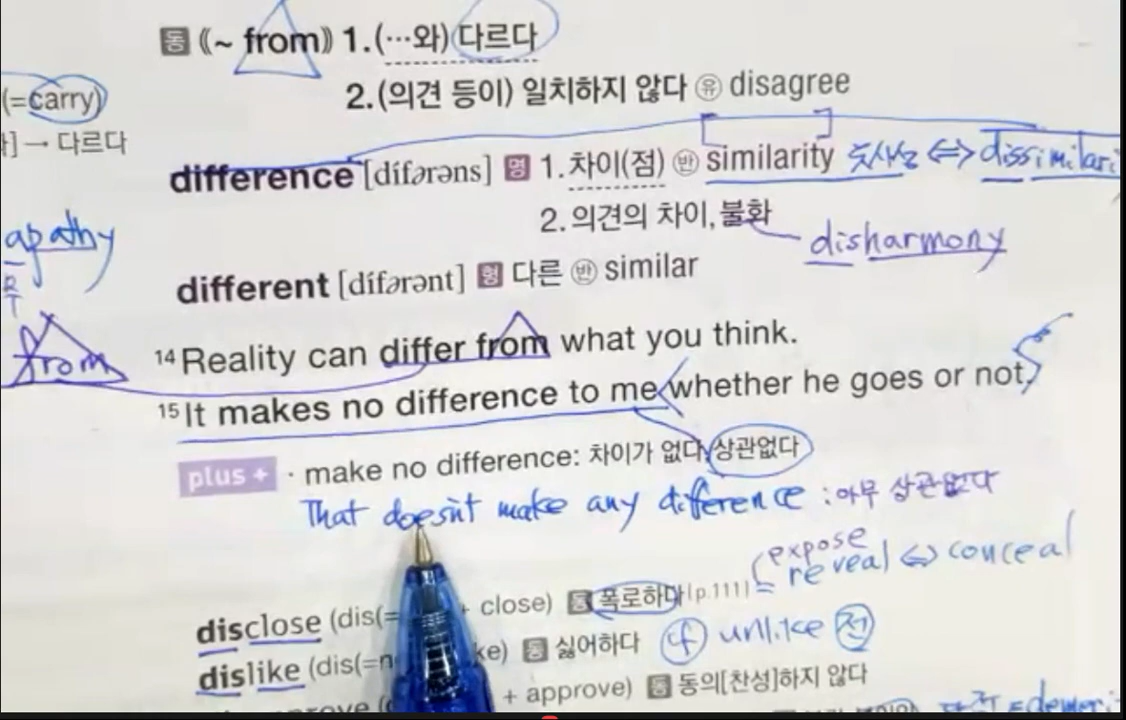 동 ((~ from)) 1. (…와) 다르다
(=carry)
2. (의견 등이) 일치하지 않다 유 disagree
] → 다르다
difference [dífərəns] 명 1. 차이(점) 반 similarity ⇔ dissimilari
2. 의견의 차이, 불화
disharmony
apathy
different [dífərənt] 형 다른 반 similar
from
14 Reality can differ from what you think.
15 It makes no difference to me whether he goes or not.
plus + · make no difference: 차이가 없다, 상관없다
That doesn't make any difference : 아무 상관없다
expose
reveal ⇔ conceal
disclose (dis(= + close) 동 폭로하다 [p.111] =
dislike (dis(=n ke) 동 싫어하다 cf unlike 전
prove ( + approve) 동 동의[찬성]하지 않다